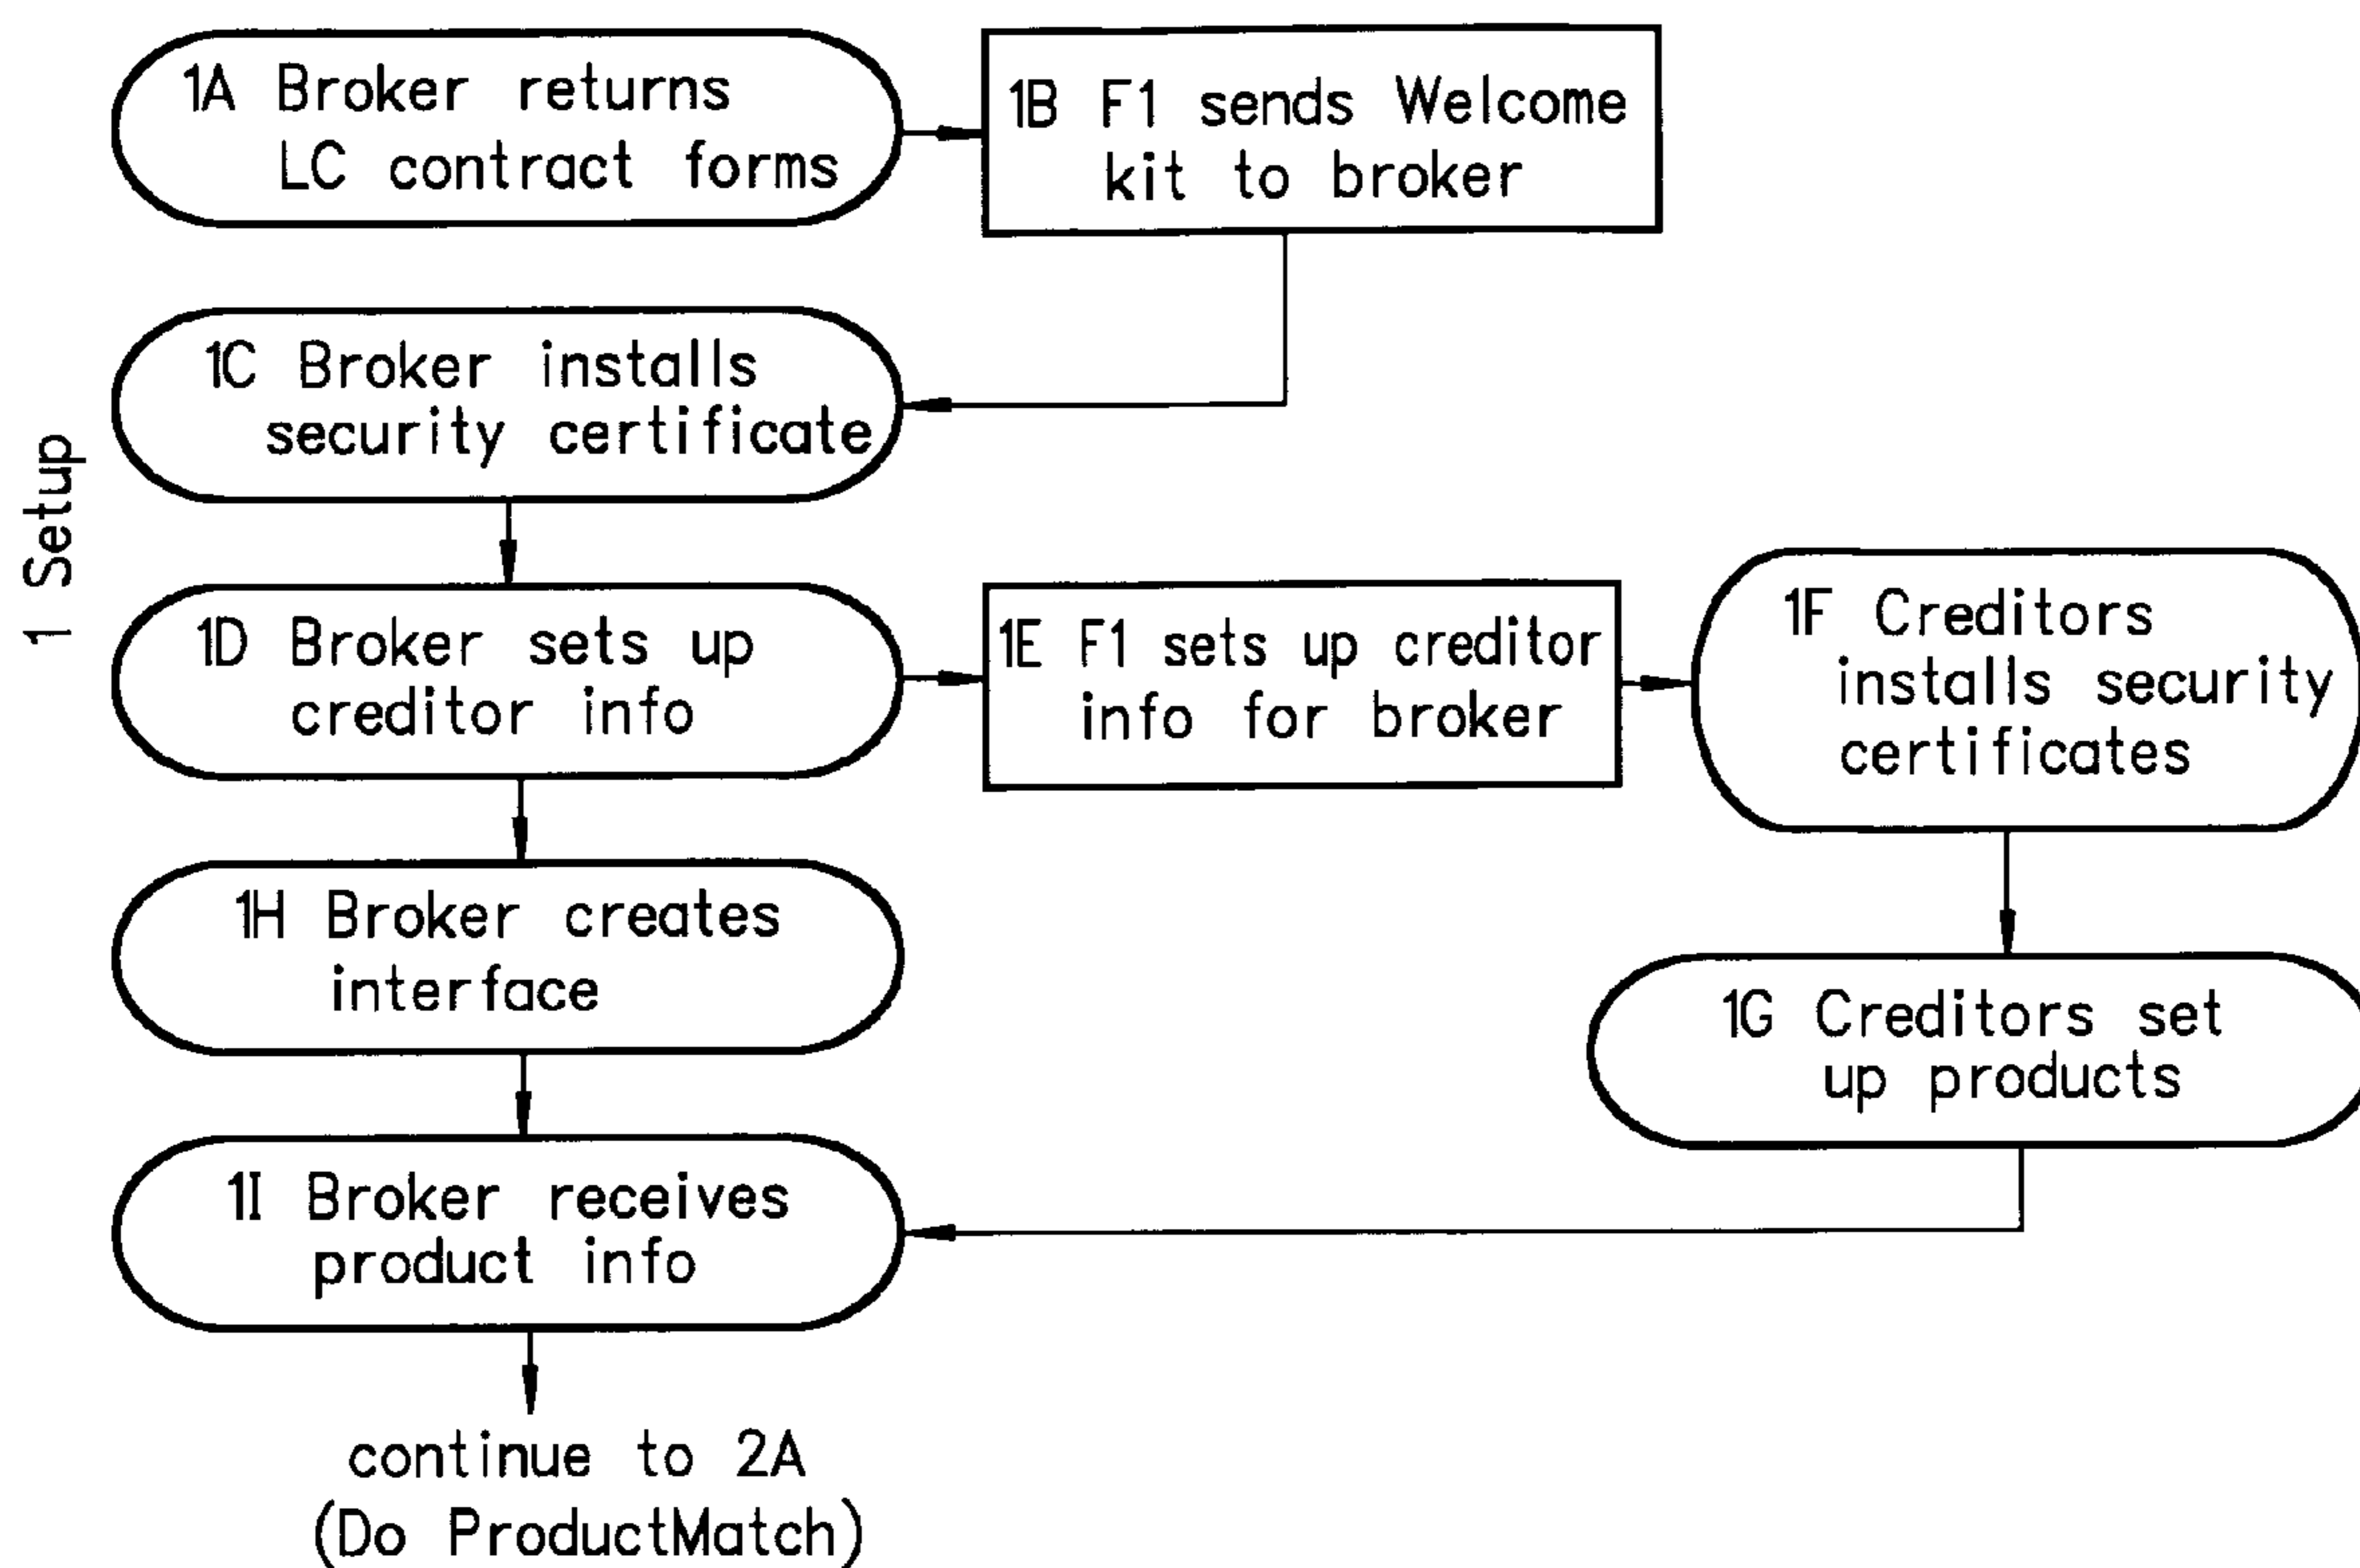 1 Setup
1A Broker returns
LC contract forms
1B F1 sends Welcome
kit to broker
1C Broker installs
security certificate
1D Broker sets up
creditor info
1E F1 sets up creditor
info for broker
1F Creditors
installs security
certificates
1G Creditors set
up products
1H Broker creates
interface
1I Broker receives
product info
continue to 2A
(Do ProductMatch)